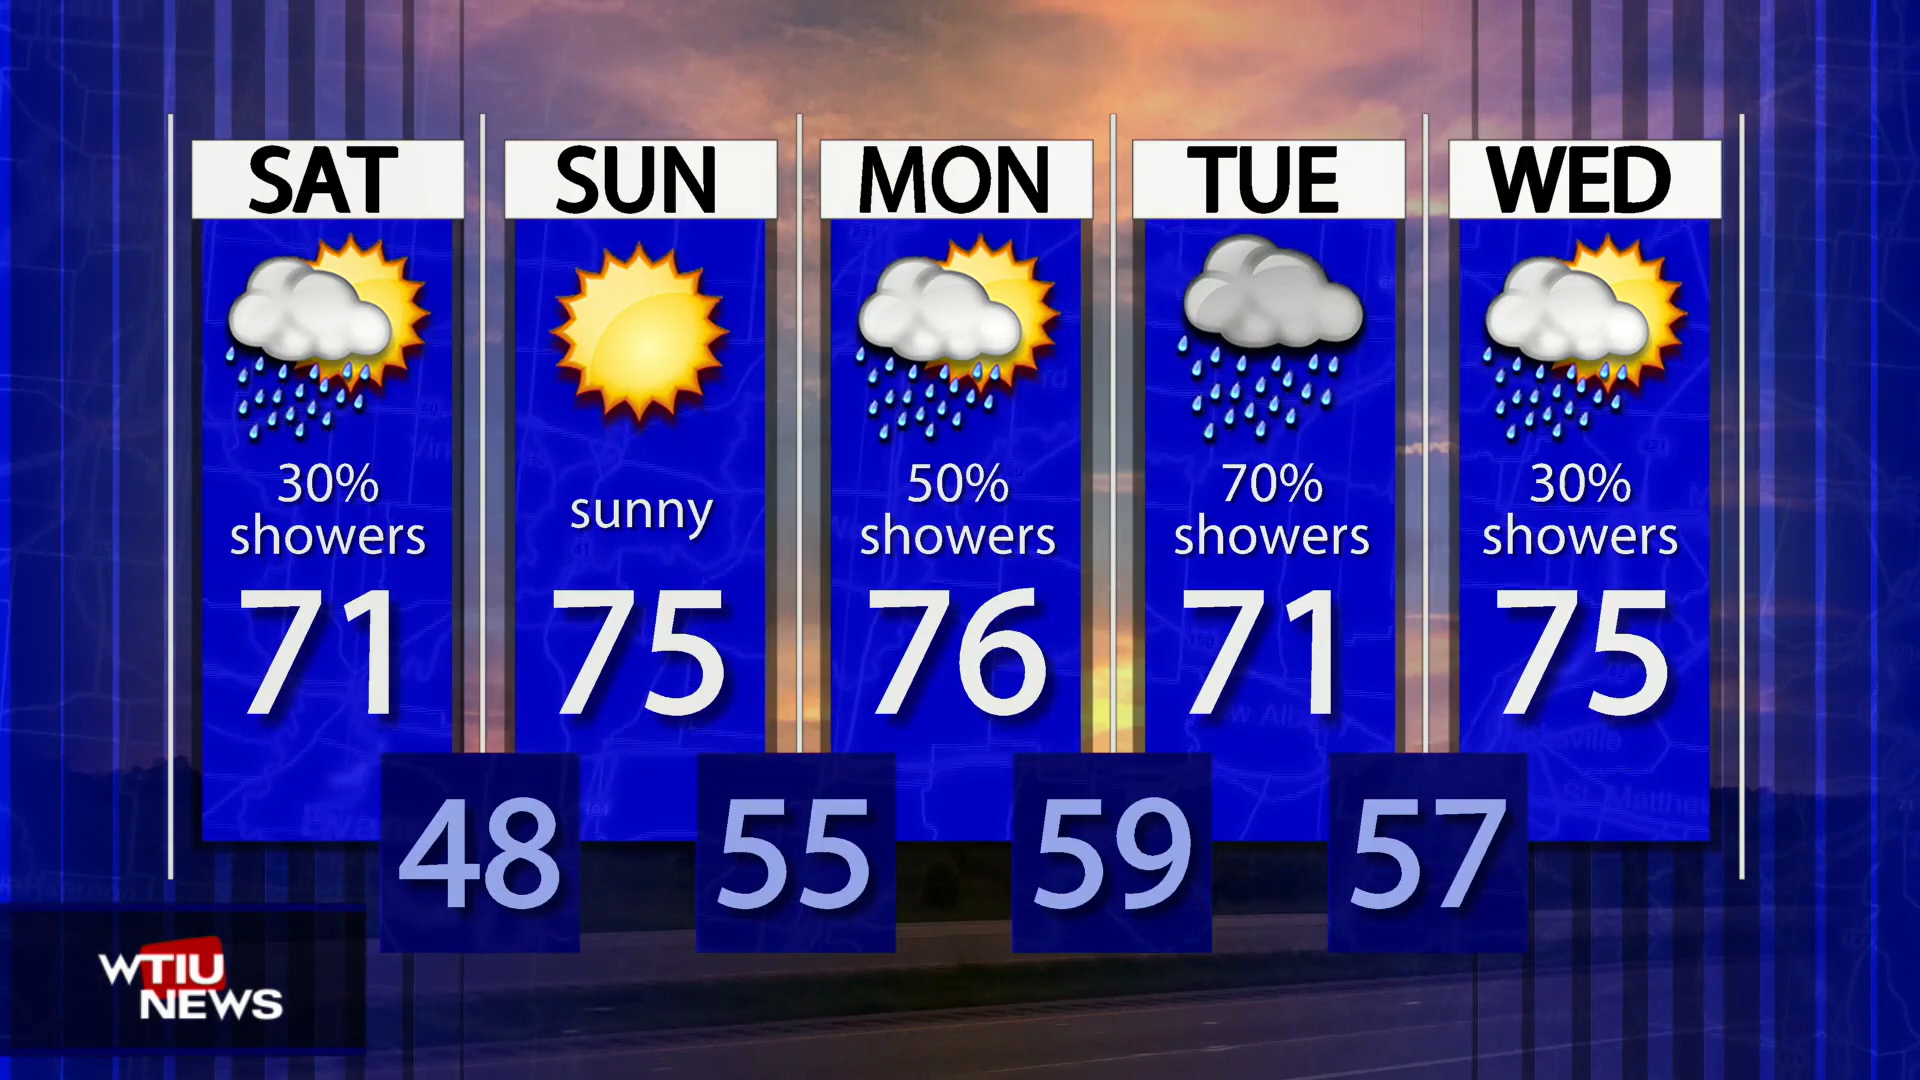 SAT
SUN
MON
TUE
WED
30%
showers
sunny
50%
showers
70%
showers
30%
showers
71
75
76
71
75
48
55
59
57
WTIU
NEWS